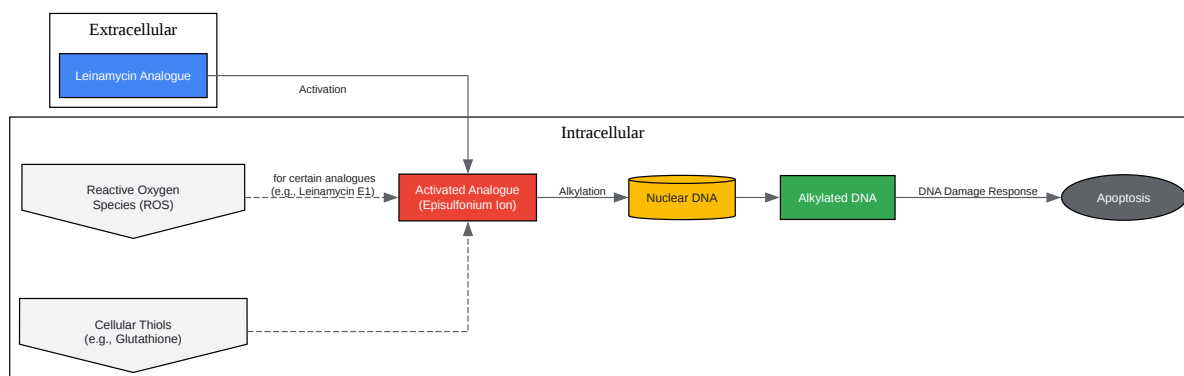 Extracellular
Leinamycin Analogue
Activation
Intracellular
Reactive Oxygen
Species (ROS)
for certain analogues
(e.g., Leinamycin E1)
Activated Analogue
(Episulfonium Ion)
Alkylation
Nuclear DNA
Alkylated DNA
DNA Damage Response
Apoptosis
Cellular Thiols
(e.g., Glutathione)